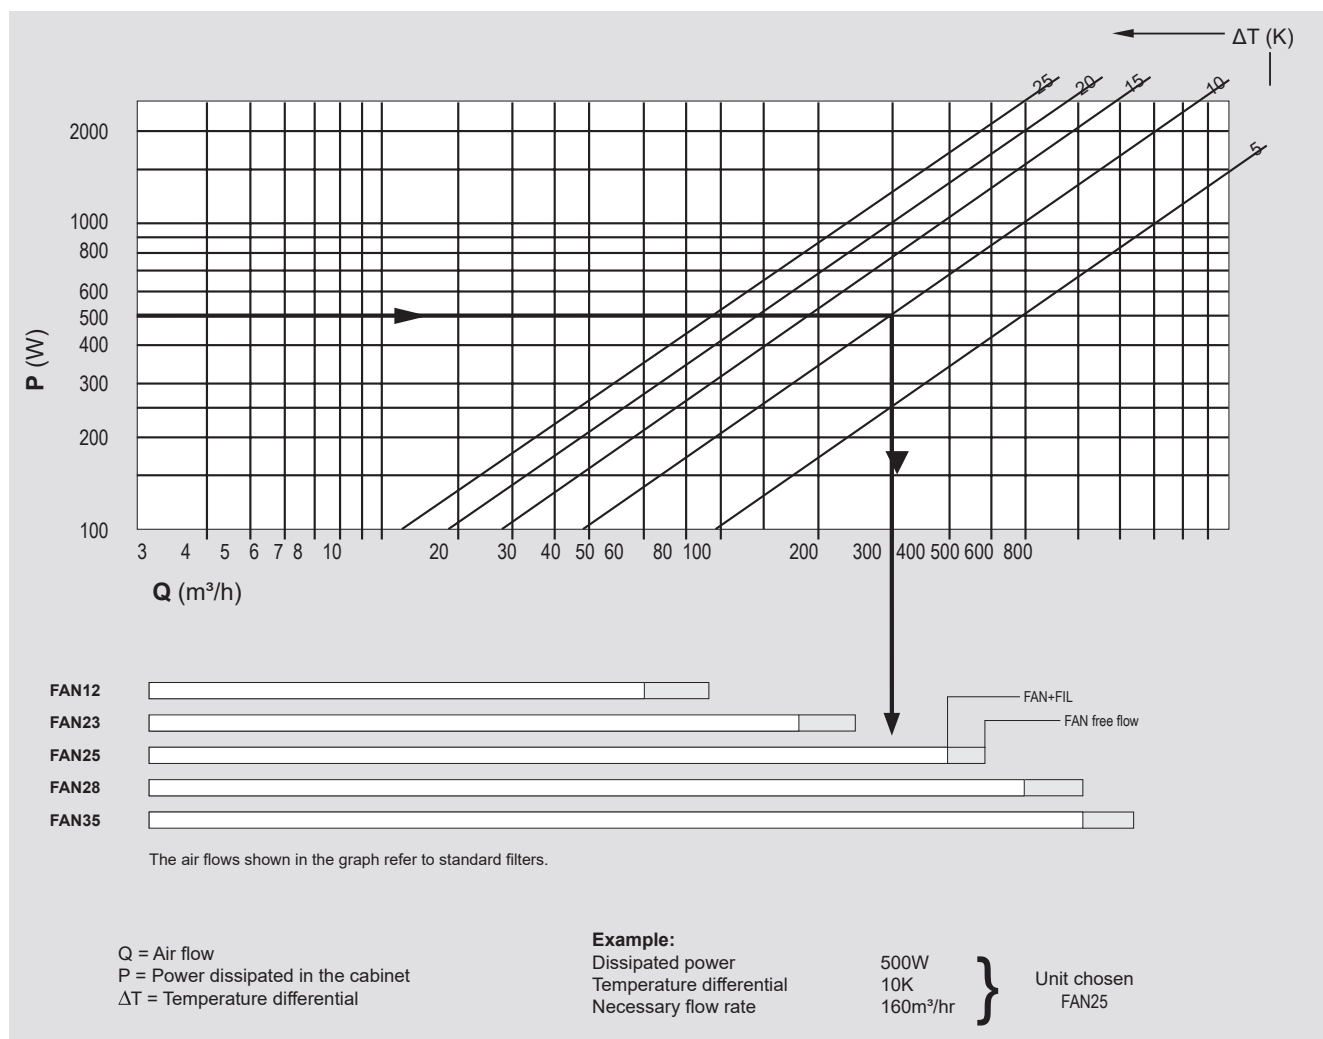 ΔT (K)
25 20 15 10
5
2000
1000
800
600
500
400
300
200
100
P (W)
3 4 5 6 7 8 10 20 30 40 50 60 80 100 200 300 400 500 600 800
Q (m³/h)
FAN12
FAN23
FAN25
FAN28
FAN35
FAN+FIL
FAN free flow
The air flows shown in the graph refer to standard filters.
Q = Air flow
P = Power dissipated in the cabinet
ΔT = Temperature differential
Example:
Dissipated power 500W
Temperature differential 10K
Necessary flow rate 160m³/hr
}
Unit chosen
FAN25